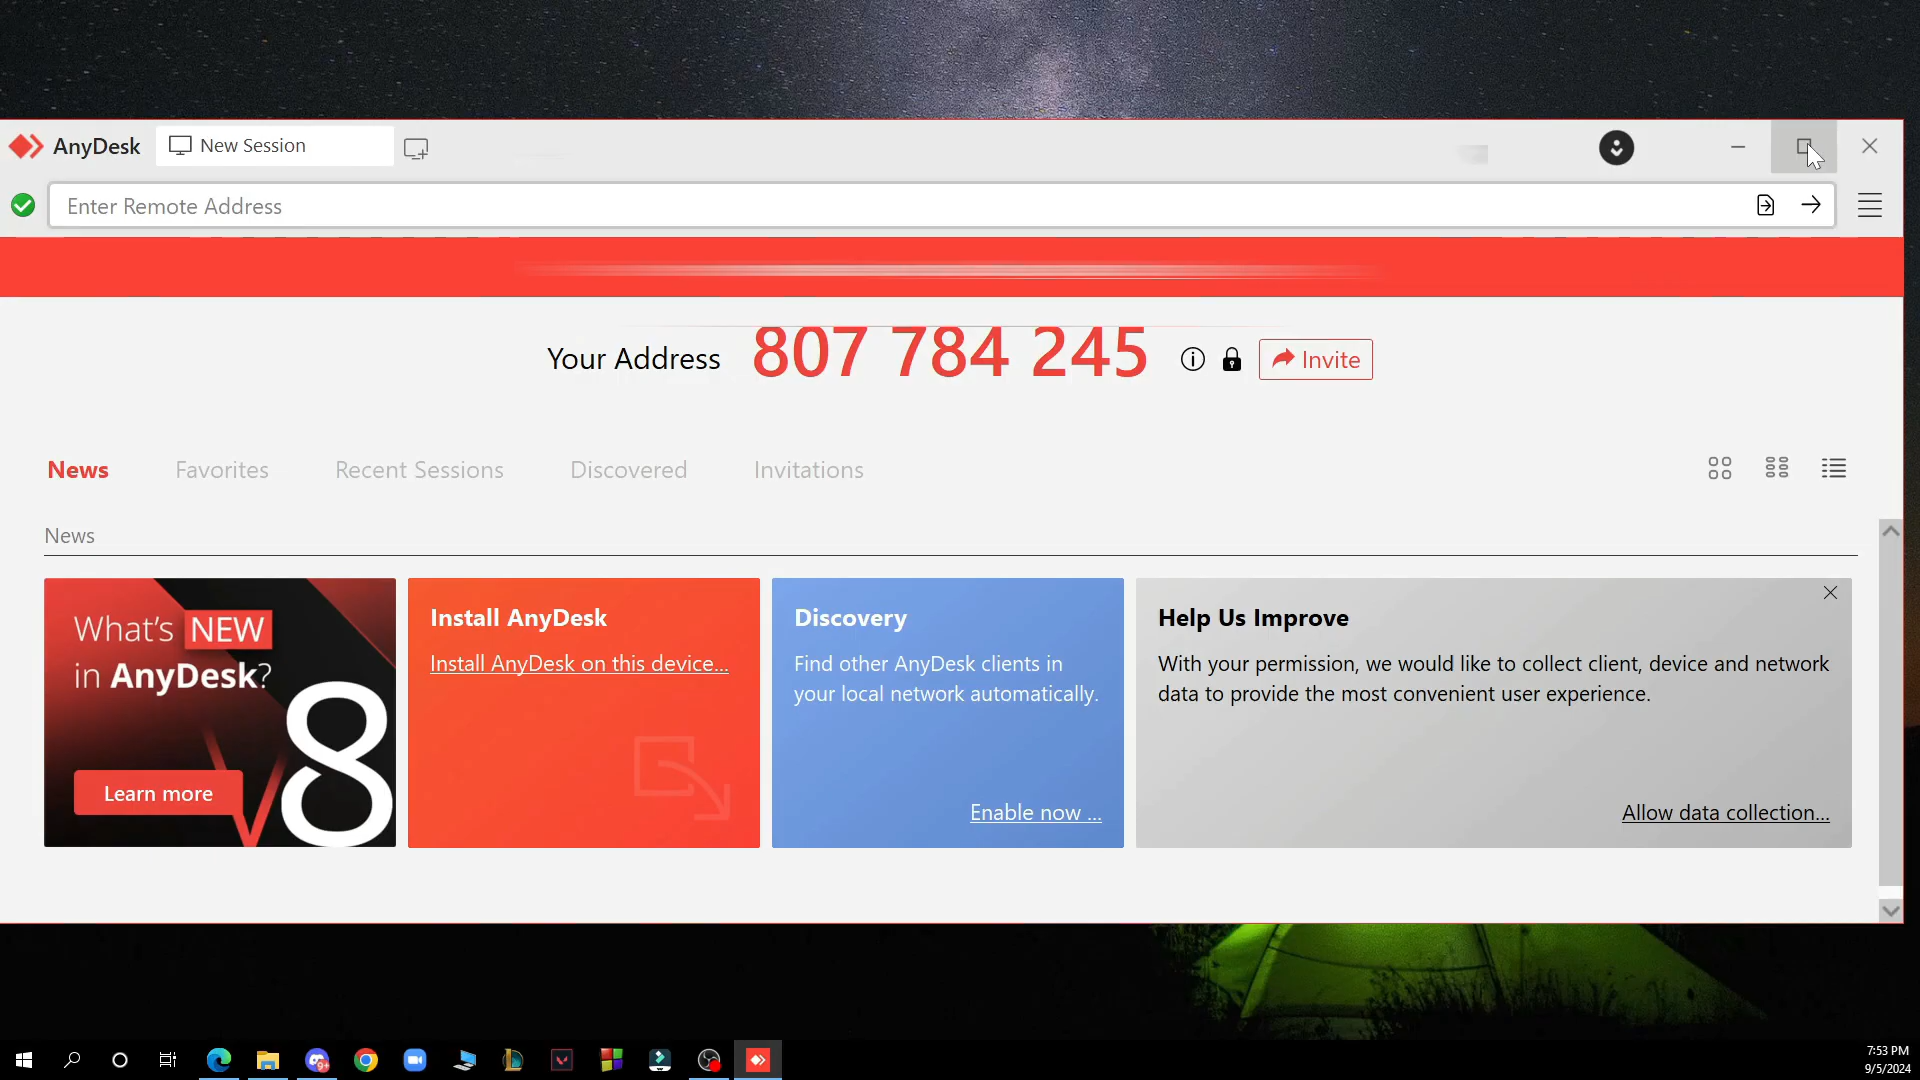 AnyDesk
New Session
Enter Remote Address
Your Address 807 784 245 Invite
News Favorites Recent Sessions Discovered Invitations
News
What's NEW
in AnyDesk?
V8
Learn more
Install AnyDesk
Install AnyDesk on this device...
Discovery
Find other AnyDesk clients in
your local network automatically.
Enable now ...
Help Us Improve
With your permission, we would like to collect client, device and network
data to provide the most convenient user experience.
Allow data collection...
9+
7:53 PM
9/5/2024